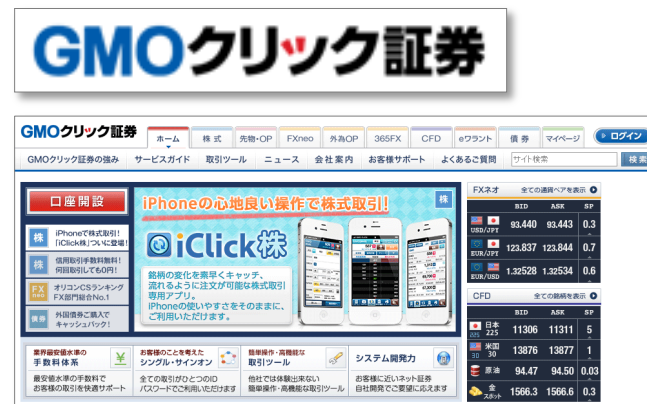 GMOクリック証券
GMOクリック証券
ホーム 株式 先物・OP FXneo 外為OP 365FX CFD eワラント 債券 マイページ ログイン
GMOクリック証券の強み サービスガイド 取引ツール ニュース 会社案内 お客様サポート よくあるご質問 サイト検索 検索
口座開設
株 iPhoneで株式取引!
「iClick株」ついに登場!
株 信用取引手数料無料!
何回取引しても0円!
FX neo オリコンCSランキング
FX部門総合No.1
債券 外国債券ご購入で
キャッシュバック!
iPhoneの心地良い操作で株式取引! 株
iClick株
銘柄の変化を素早くキャッチ、
流れるように注文が可能な株式取引
専用アプリ。
iPhoneの使いやすさをそのままに、
ご利用いただけます。
FXネオ 全ての通貨ペアを表示
BID ASK SP
USD/JPY 93.440 93.443 0.3
EUR/JPY 123.837 123.844 0.7
EUR/USD 1.32528 1.32534 0.6
CFD 全ての銘柄を表示
BID ASK SP
225 日本225 11306 11311 5
30 米国30 13876 13877 1
原油 94.47 94.50 0.03
金スポット 1566.3 1566.6 0.3
業界最安値水準の
手数料体系
最安値水準の手数料で
お客様の取引を快適サポート
お客様のことを考えた
シングル・サインオン
全ての取引がひとつのID
パスワードでご利用いただけます
簡単操作・高機能な
取引ツール
他社では体験出来ない
簡単操作・高機能な取引ツール
システム開発力
お客様に近いネット証券
自社開発でご要望に応えます